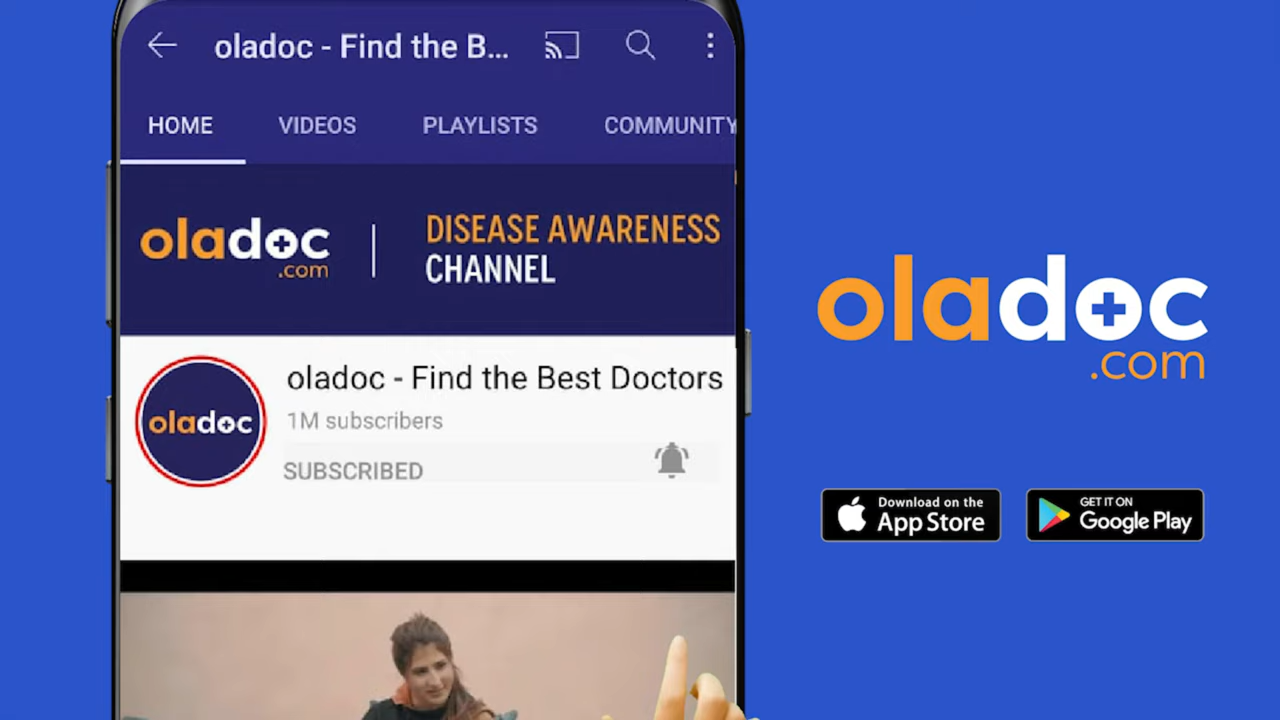 oladoc - Find the B...
HOME VIDEOS PLAYLISTS COMMUNITY
oladoc
.com
DISEASE AWARENESS
CHANNEL
oladoc
oladoc - Find the Best Doctors
1M subscribers
SUBSCRIBED
oladoc
.com
Download on the
App Store
GET IT ON
Google Play